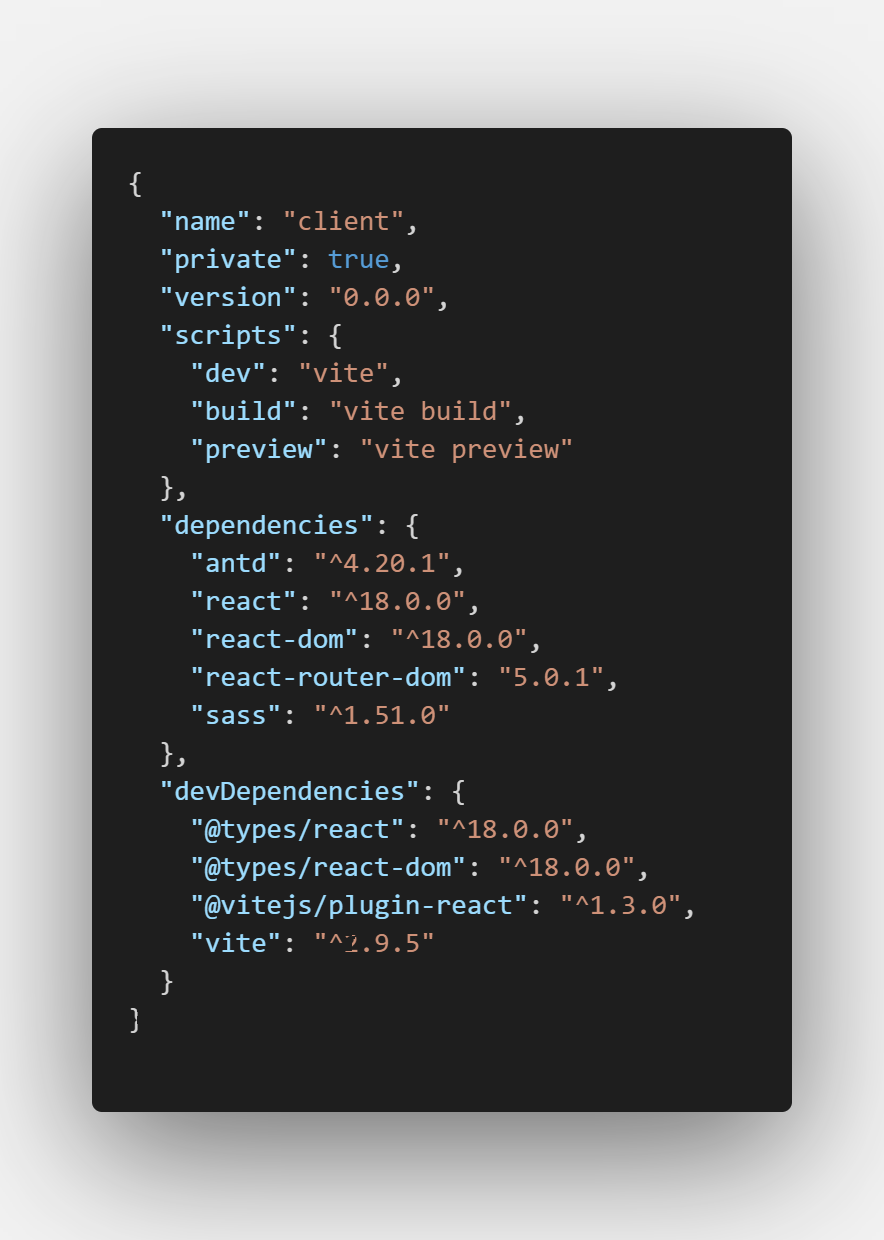 {
  "name": "client",
  "private": true,
  "version": "0.0.0",
  "scripts": {
    "dev": "vite",
    "build": "vite build",
    "preview": "vite preview"
  },
  "dependencies": {
    "antd": "^4.20.1",
    "react": "^18.0.0",
    "react-dom": "^18.0.0",
    "react-router-dom": "5.0.1",
    "sass": "^1.51.0"
  },
  "devDependencies": {
    "@types/react": "^18.0.0",
    "@types/react-dom": "^18.0.0",
    "@vitejs/plugin-react": "^1.3.0",
    "vite": "^2.9.5"
  }
}